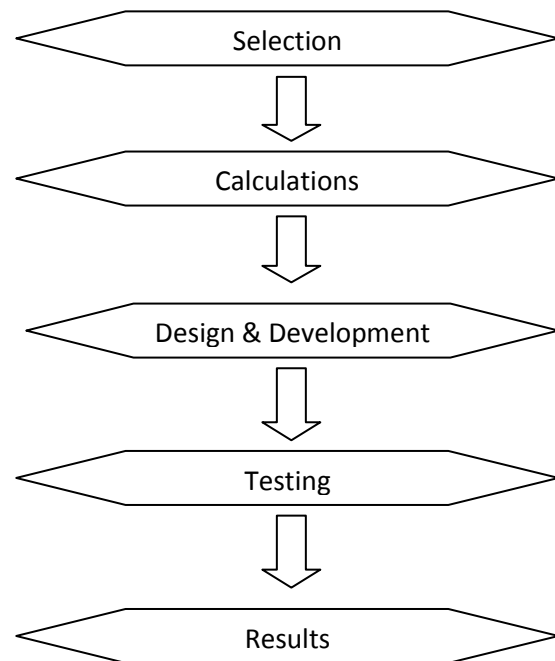 Selection
Calculations
Design & Development
Testing
Results